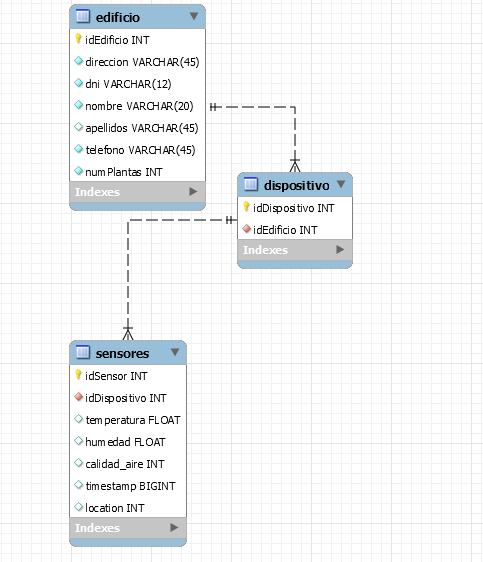 edificio
idEdificio INT
direccion VARCHAR(45)
dni VARCHAR(12)
nombre VARCHAR(20)
apellidos VARCHAR(45)
telefono VARCHAR(45)
numPlantas INT
Indexes
dispositivo
idDispositivo INT
idEdificio INT
Indexes
sensores
idSensor INT
idDispositivo INT
temperatura FLOAT
humedad FLOAT
calidad_aire INT
timestamp BIGINT
location INT
Indexes